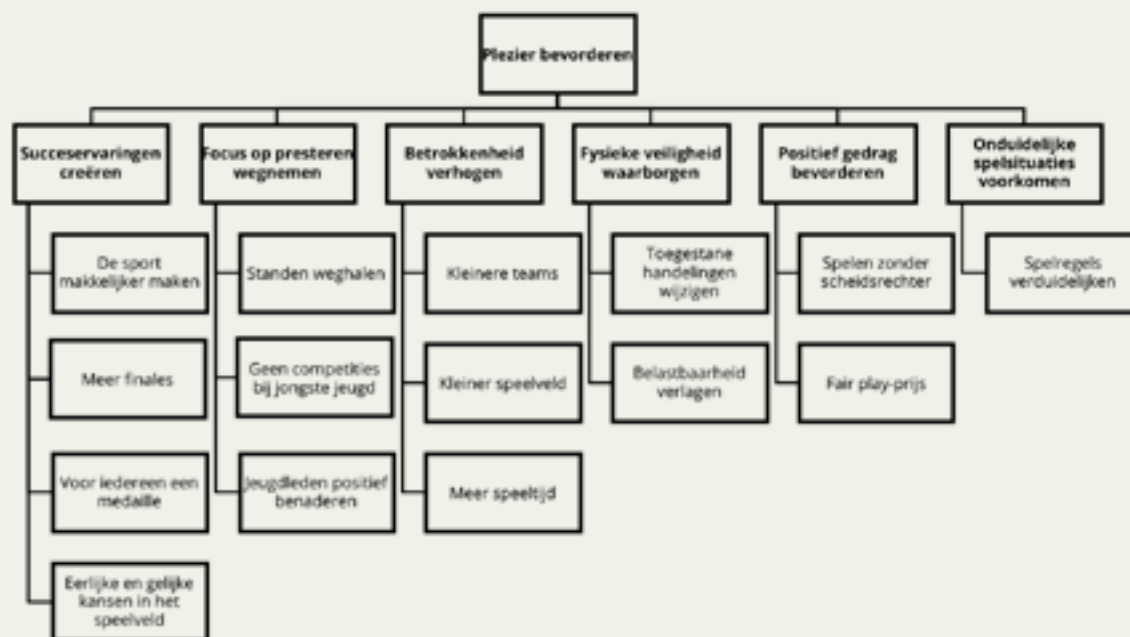 Plezier bevorderen
Succeservaringen
creëren
Focus op presteren
wegnemen
Betrokkenheid
verhogen
Fysieke veiligheid
waarborgen
Positief gedrag
bevorderen
Onduidelijke
spelsituaties
voorkomen
De sport
makkelijker maken
Meer finales
Voor iedereen een
medaille
Eerlijke en gelijke
kansen in het
speelveld
Standen weghalen
Geen competities
bij jongste jeugd
Jeugdleden positief
benaderen
Kleinere teams
Kleiner speelveld
Meer speeltijd
Toegestane
handelingen
wijzigen
Belastbaarheid
verlagen
Spelen zonder
scheidsrechter
Fair play-prijs
Spelregels
verduidelijken